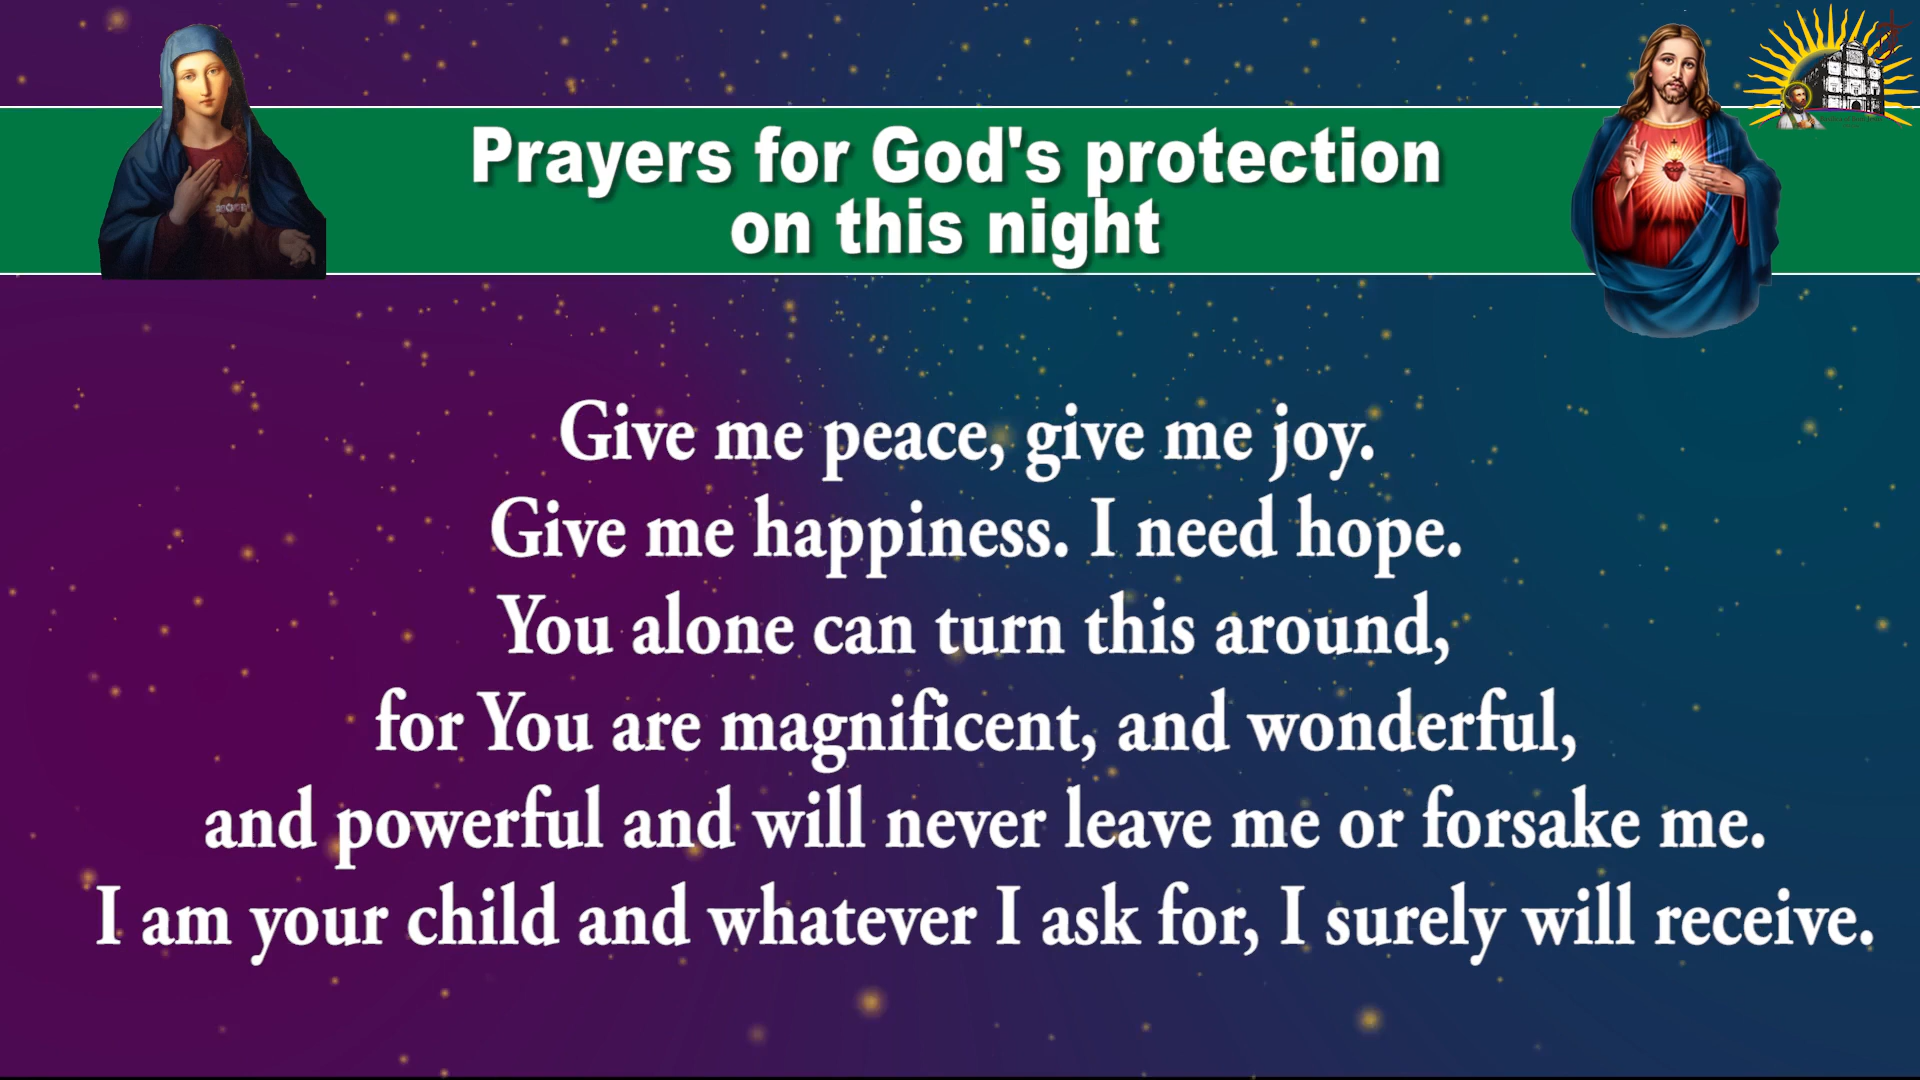 Prayers for God's protection
on this night
Give me peace, give me joy.
Give me happiness. I need hope.
You alone can turn this around,
for You are magnificent, and wonderful,
and powerful and will never leave me or forsake me.
I am your child and whatever I ask for, I surely will receive.